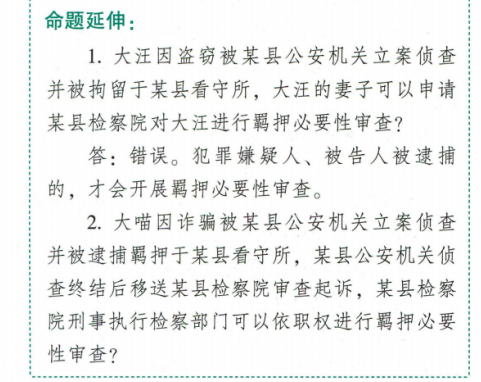 命题延伸：
1. 大汪因盗窃被某县公安机关立案侦查
并被拘留于某县看守所，大汪的妻子可以申请
某县检察院对大汪进行羁押必要性审查？
答：错误。犯罪嫌疑人、被告人被逮捕
的，才会开展羁押必要性审查。
2. 大喵因诈骗被某县公安机关立案侦查
并被逮捕羁押于某县看守所，某县公安机关侦
查终结后移送某县检察院审查起诉，某县检察
院刑事执行检察部门可以依职权进行羁押必要
性审查？